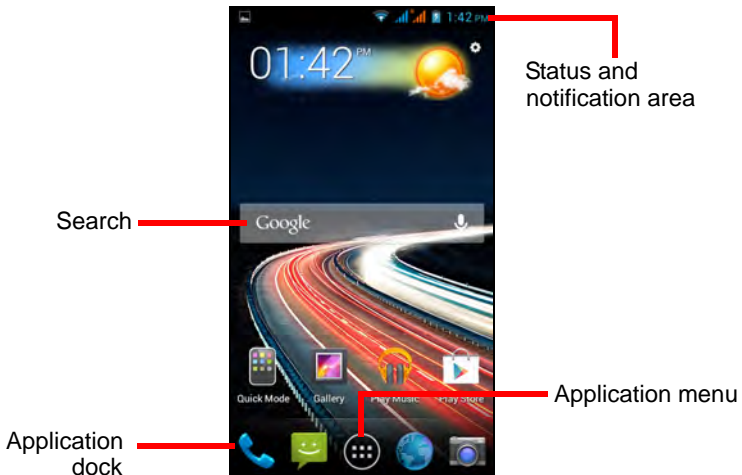 1:42 PM
01:42 PM
Status and
notification area
Search
Google
Quick Mode
Gallery
Play Music
Play Store
Application menu
Application
dock